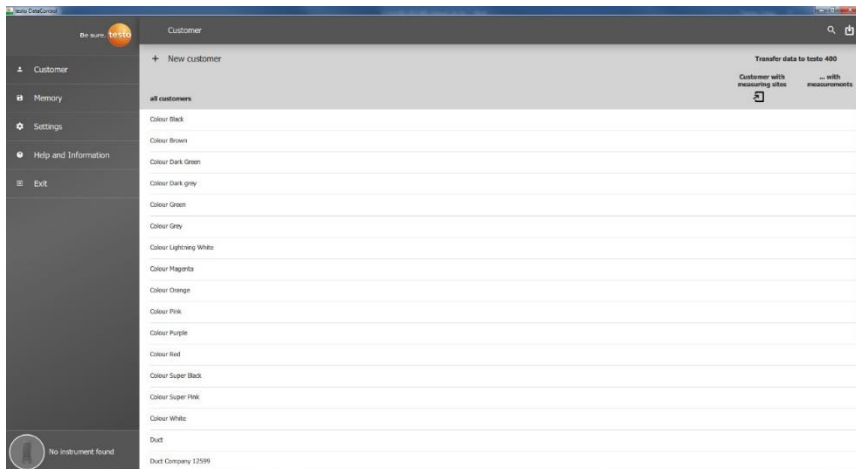 testo DataControl
Be sure. testo
Customer
Memory
Settings
Help and Information
Exit
No instrument found
Customer
+ New customer
Transfer data to testo 400
Customer with measuring sites
... with measurements
all customers
Colour Black
Colour Brown
Colour Dark Green
Colour Dark grey
Colour Green
Colour Grey
Colour Lightning White
Colour Magenta
Colour Orange
Colour Pink
Colour Purple
Colour Red
Colour Super Black
Colour Super Pink
Colour White
Duct
Duct Company 12599